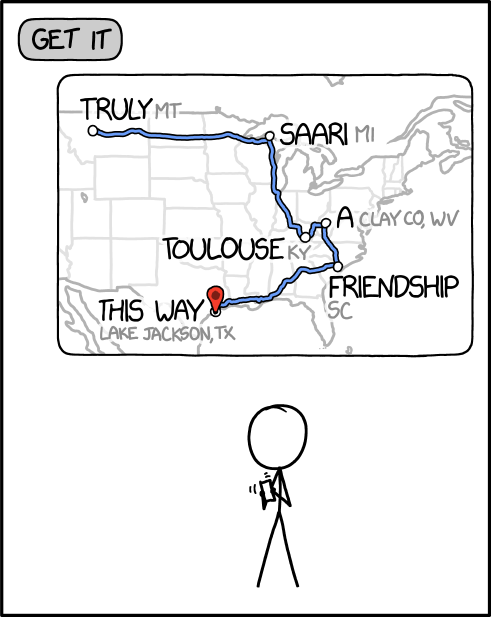 GET IT
TRULY MT
SAARI MI
A CLAY CO, WV
TOULOUSE KY
FRIENDSHIP
SC
THIS WAY
LAKE JACKSON, TX